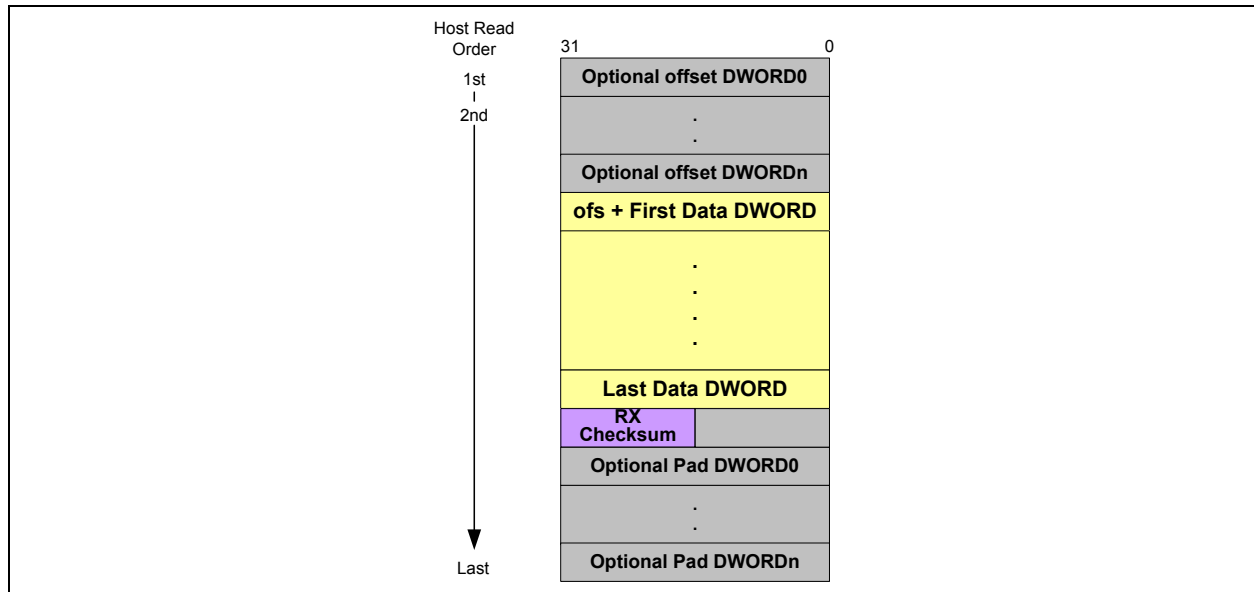 Host Read
Order
31 0
1st
2nd
Optional offset DWORD0
.
.
Optional offset DWORDn
ofs + First Data DWORD
.
.
.
.
Last Data DWORD
RX
Checksum
Optional Pad DWORD0
.
.
Optional Pad DWORDn
Last